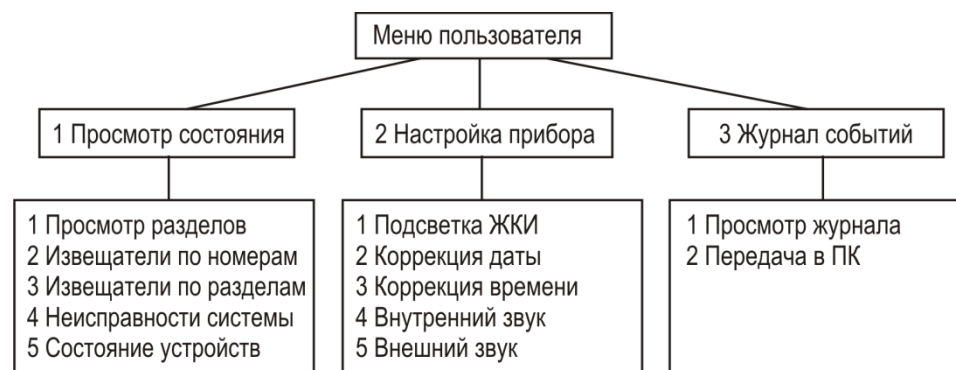 Меню пользователя
1 Просмотр состояния
2 Настройка прибора
3 Журнал событий
1 Просмотр разделов
2 Извещатели по номерам
3 Извещатели по разделам
4 Неисправности системы
5 Состояние устройств
1 Подсветка ЖКИ
2 Коррекция даты
3 Коррекция времени
4 Внутренний звук
5 Внешний звук
1 Просмотр журнала
2 Передача в ПК